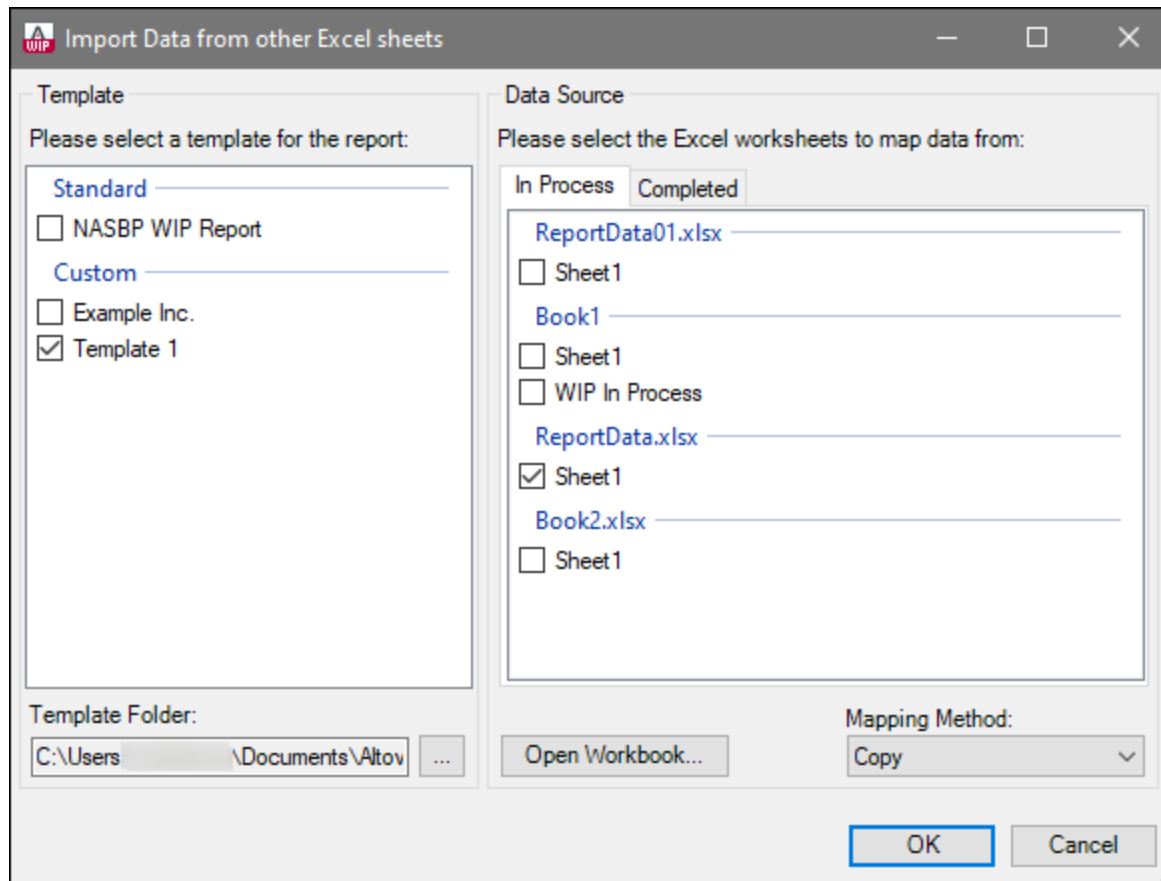 WIP Import Data from other Excel sheets
Template
Please select a template for the report:
Standard
NASBP WIP Report
Custom
Example Inc.
Template 1
Template Folder:
C:\Users \Documents\Altov
...
Data Source
Please select the Excel worksheets to map data from:
In Process Completed
ReportData01.xlsx
Sheet1
Book1
Sheet1
WIP In Process
ReportData.xlsx
Sheet1
Book2.xlsx
Sheet1
Open Workbook...
Mapping Method:
Copy
OK Cancel